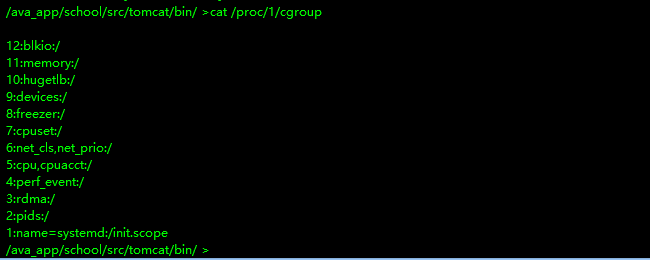 /ava_app/school/src/tomcat/bin/ >cat /proc/1/cgroup
12:blkio:/
11:memory:/
10:hugetlb:/
9:devices:/
8:freezer:/
7:cpuset:/
6:net_cls,net_prio:/
5:cpu,cpuacct:/
4:perf_event:/
3:rdma:/
2:pids:/
1:name=systemd:/init.scope
/ava_app/school/src/tomcat/bin/ >